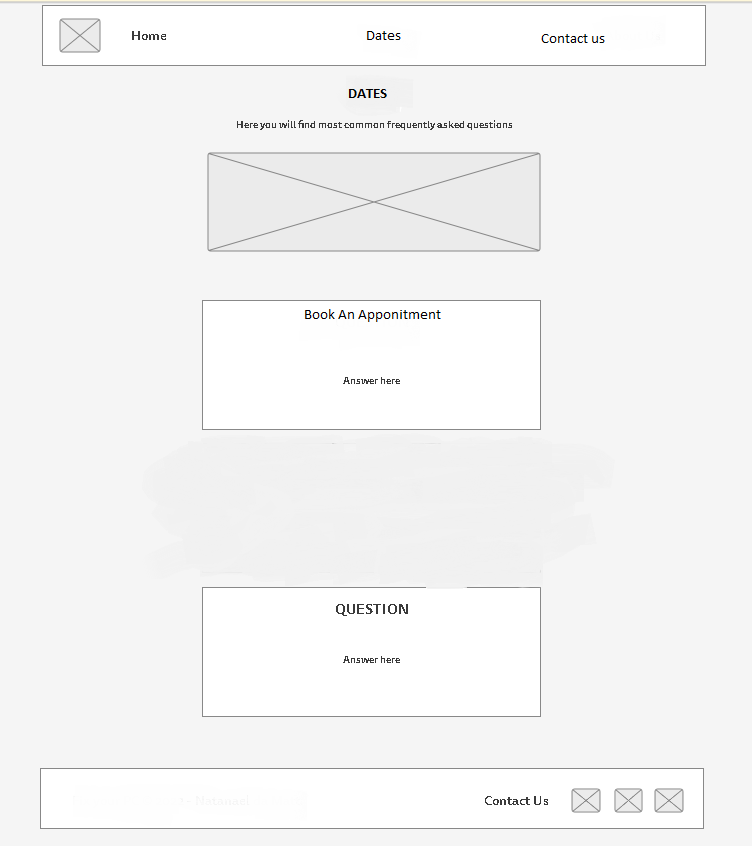 Home Dates Contact us
DATES
Here you will find most common frequently asked questions
Book An Apponitment
Answer here
QUESTION
Answer here
Contact Us